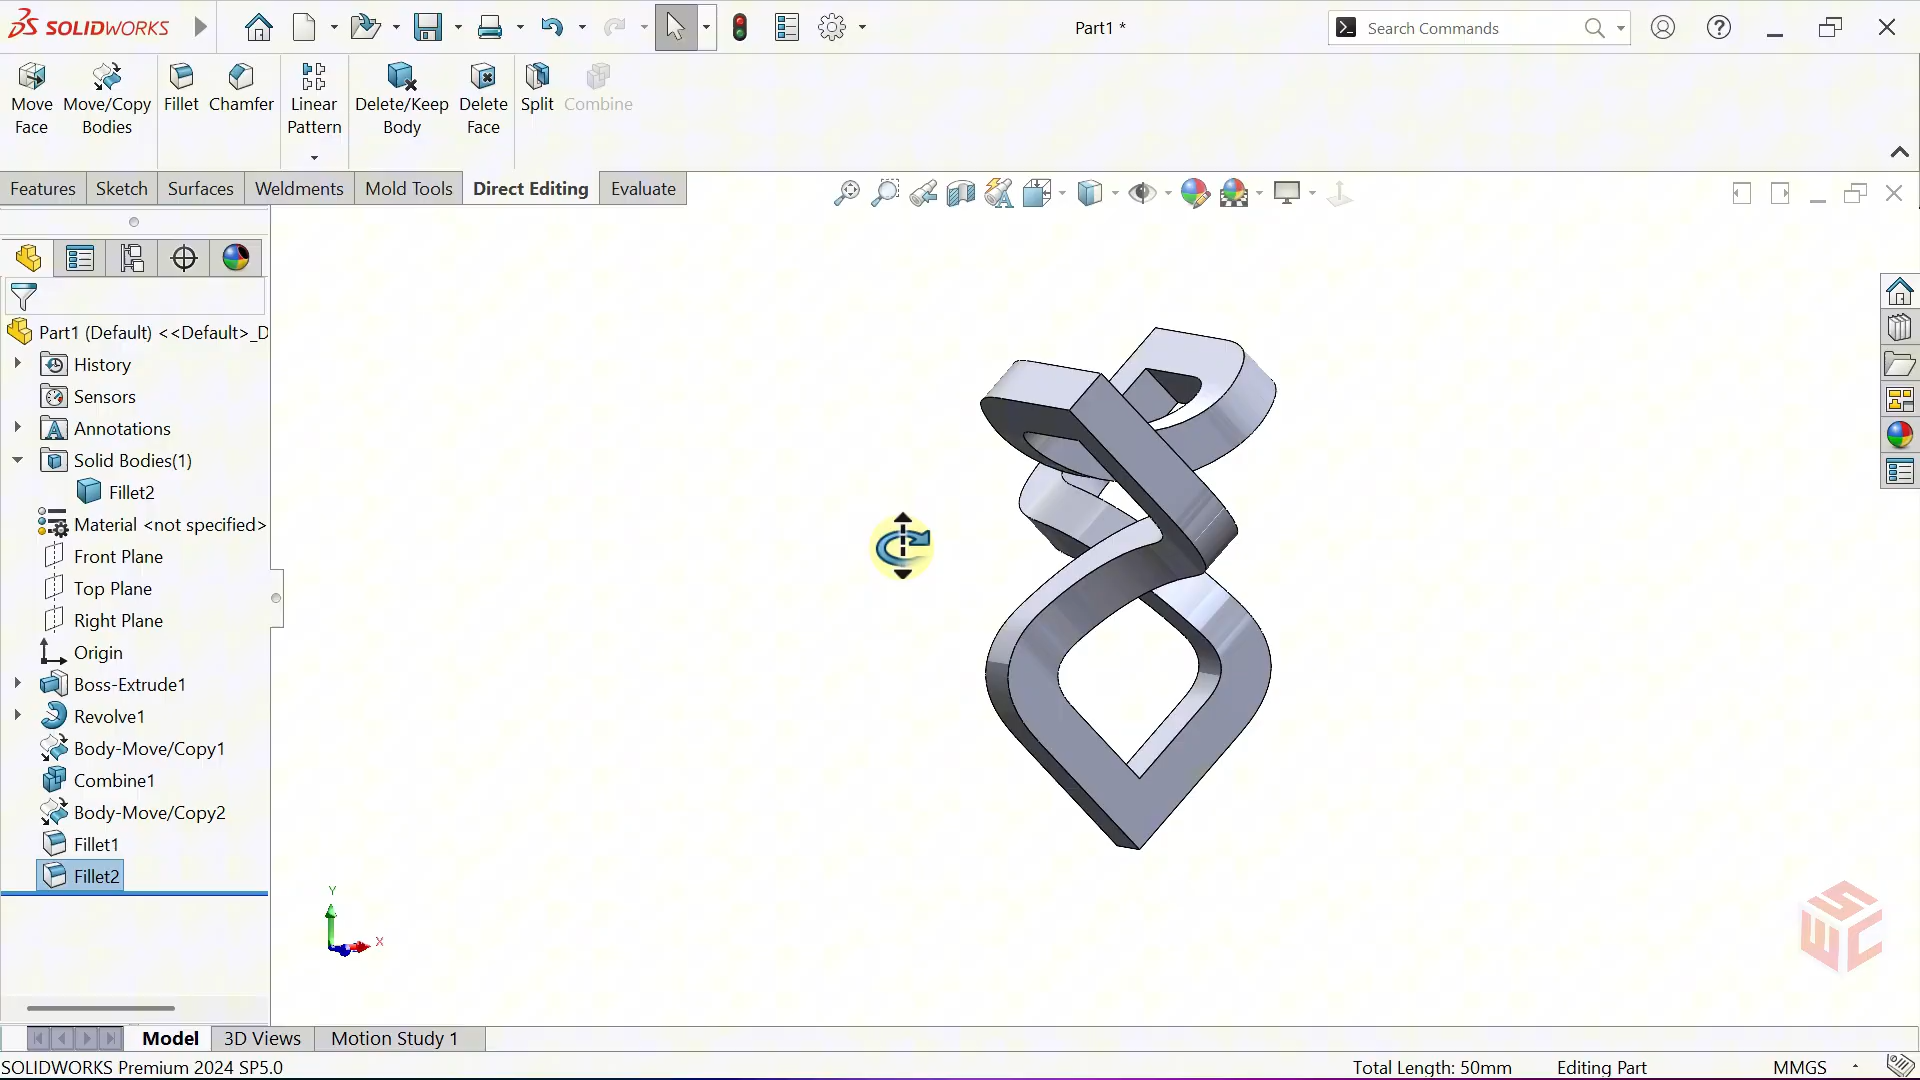 SOLIDWORKS
Part1 *
Search Commands
Move Face
Move/Copy Bodies
Fillet
Chamfer
Linear Pattern
Delete/Keep Body
Delete Face
Split
Combine
Features
Sketch
Surfaces
Weldments
Mold Tools
Direct Editing
Evaluate
Part1 (Default) <<Default>_D
History
Sensors
Annotations
Solid Bodies(1)
Fillet2
Material <not specified>
Front Plane
Top Plane
Right Plane
Origin
Boss-Extrude1
Revolve1
Body-Move/Copy1
Combine1
Body-Move/Copy2
Fillet1
Fillet2
Y
X
SWC
Model
3D Views
Motion Study 1
SOLIDWORKS Premium 2024 SP5.0
Total Length: 50mm
Editing Part
MMGS